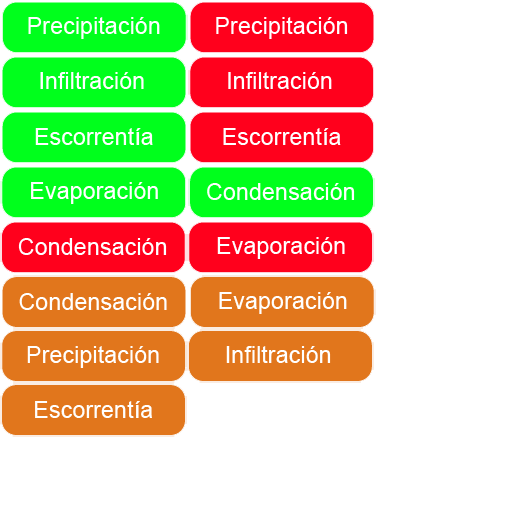 Precipitación Precipitación
Infiltración Infiltración
Escorrentía Escorrentía
Evaporación Condensación
Condensación Evaporación
Condensación Evaporación
Precipitación Infiltración
Escorrentía